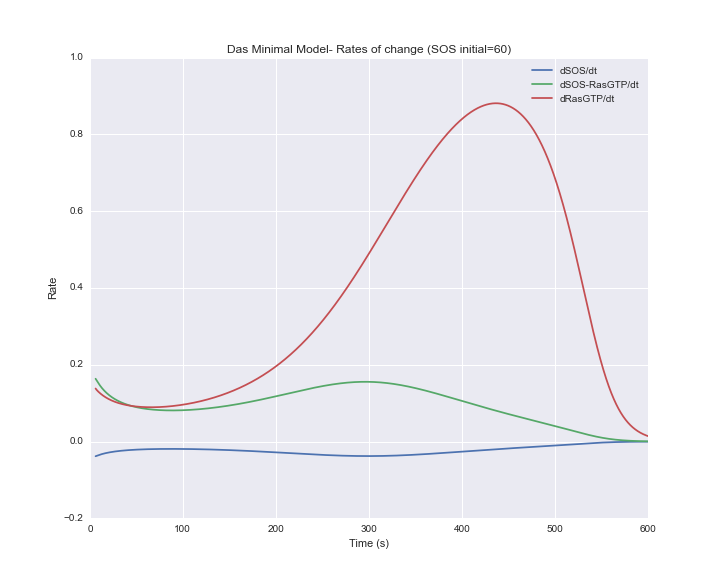 Das Minimal Model- Rates of change (SOS initial=60)
dSOS/dt
dSOS-RasGTP/dt
dRasGTP/dt
1.0
0.8
0.6
0.4
0.2
0.0
−0.2
Rate
0 100 200 300 400 500 600
Time (s)